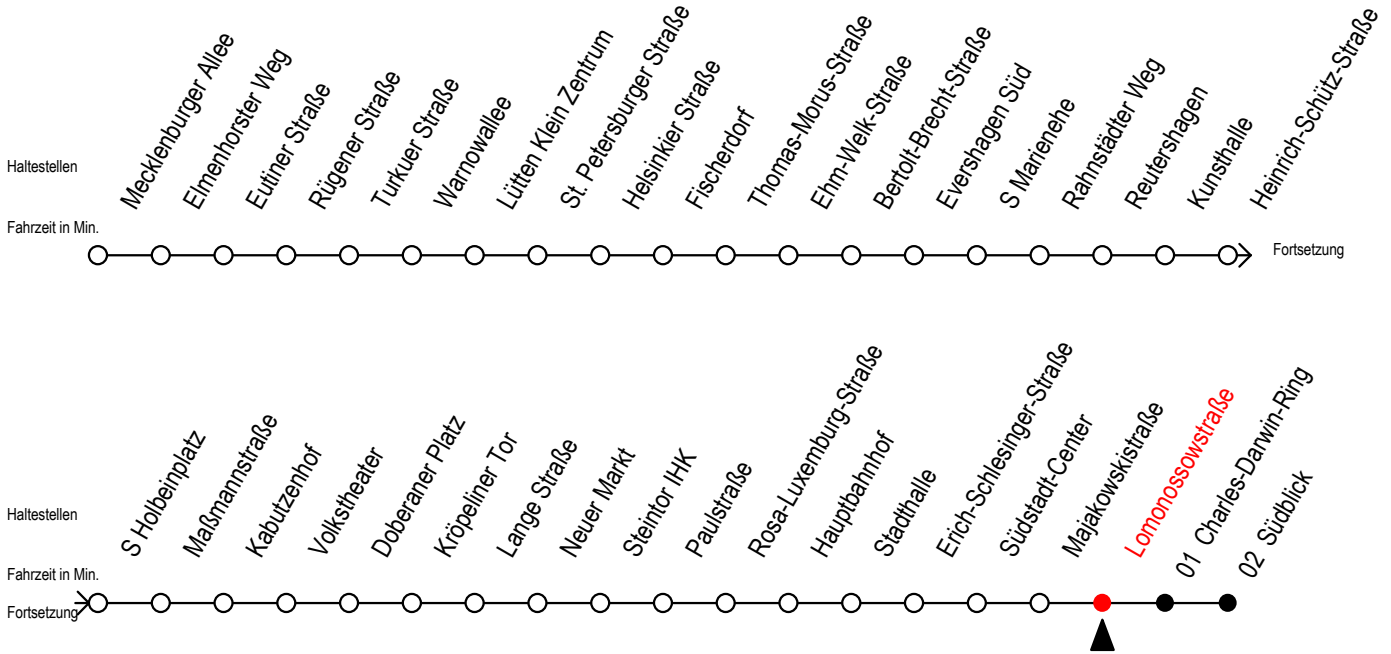 Haltestellen
Mecklenburger Allee
Elmenhorster Weg
Eutiner Straße
Rügener Straße
Turkuer Straße
Warnowallee
Lütten Klein Zentrum
St. Petersburger Straße
Helsinkier Straße
Fischerdorf
Thomas-Morus-Straße
Ehm-Welk-Straße
Bertolt-Brecht-Straße
Evershagen Süd
S Marienehe
Rahnstädter Weg
Reutershagen
Kunsthalle
Heinrich-Schütz-Straße
Fahrzeit in Min.
Fortsetzung
Haltestellen
S Holbeinplatz
Maßmannstraße
Kabutzenhof
Volkstheater
Doberaner Platz
Kröpeliner Tor
Lange Straße
Neuer Markt
Steintor IHK
Paulstraße
Rosa-Luxemburg-Straße
Hauptbahnhof
Stadthalle
Erich-Schlesinger-Straße
Südstadt-Center
Majakowskistraße
Lomonossowstraße
01 Charles-Darwin-Ring
02 Südblick
Fahrzeit in Min.
Fortsetzung